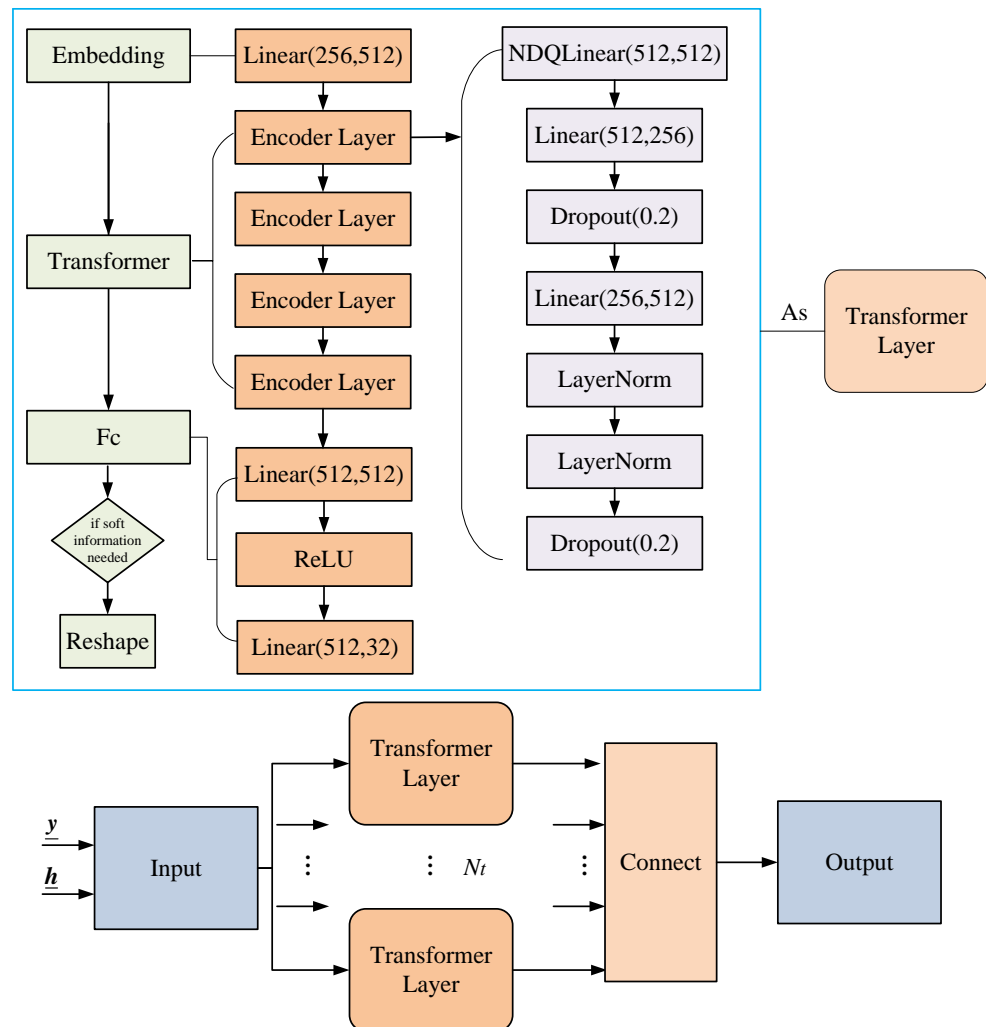 Embedding
Transformer
Fc
if soft
information
needed
Reshape
Linear(256,512)
Encoder Layer
Encoder Layer
Encoder Layer
Encoder Layer
Linear(512,512)
ReLU
Linear(512,32)
NDQLinear(512,512)
Linear(512,256)
Dropout(0.2)
Linear(256,512)
LayerNorm
LayerNorm
Dropout(0.2)
As
Transformer
Layer
y
h
Input
Transformer
Layer
⋮ ⋮ Nt ⋮
Transformer
Layer
Connect
Output